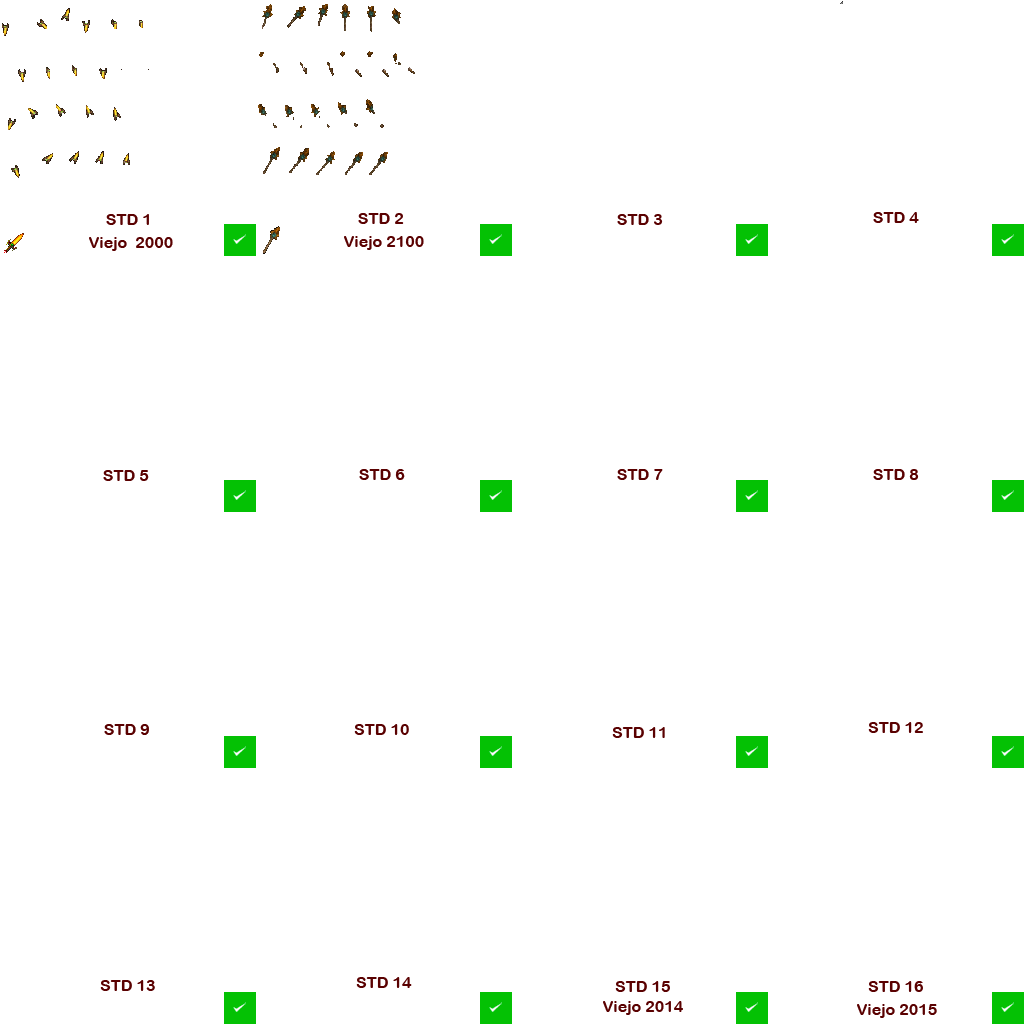 STD 1
Viejo  2000
STD 2
Viejo 2100
STD 3
STD 4
STD 5
STD 6
STD 7
STD 8
STD 9
STD 10
STD 11
STD 12
STD 13
STD 14
STD 15
Viejo 2014
STD 16
Viejo 2015